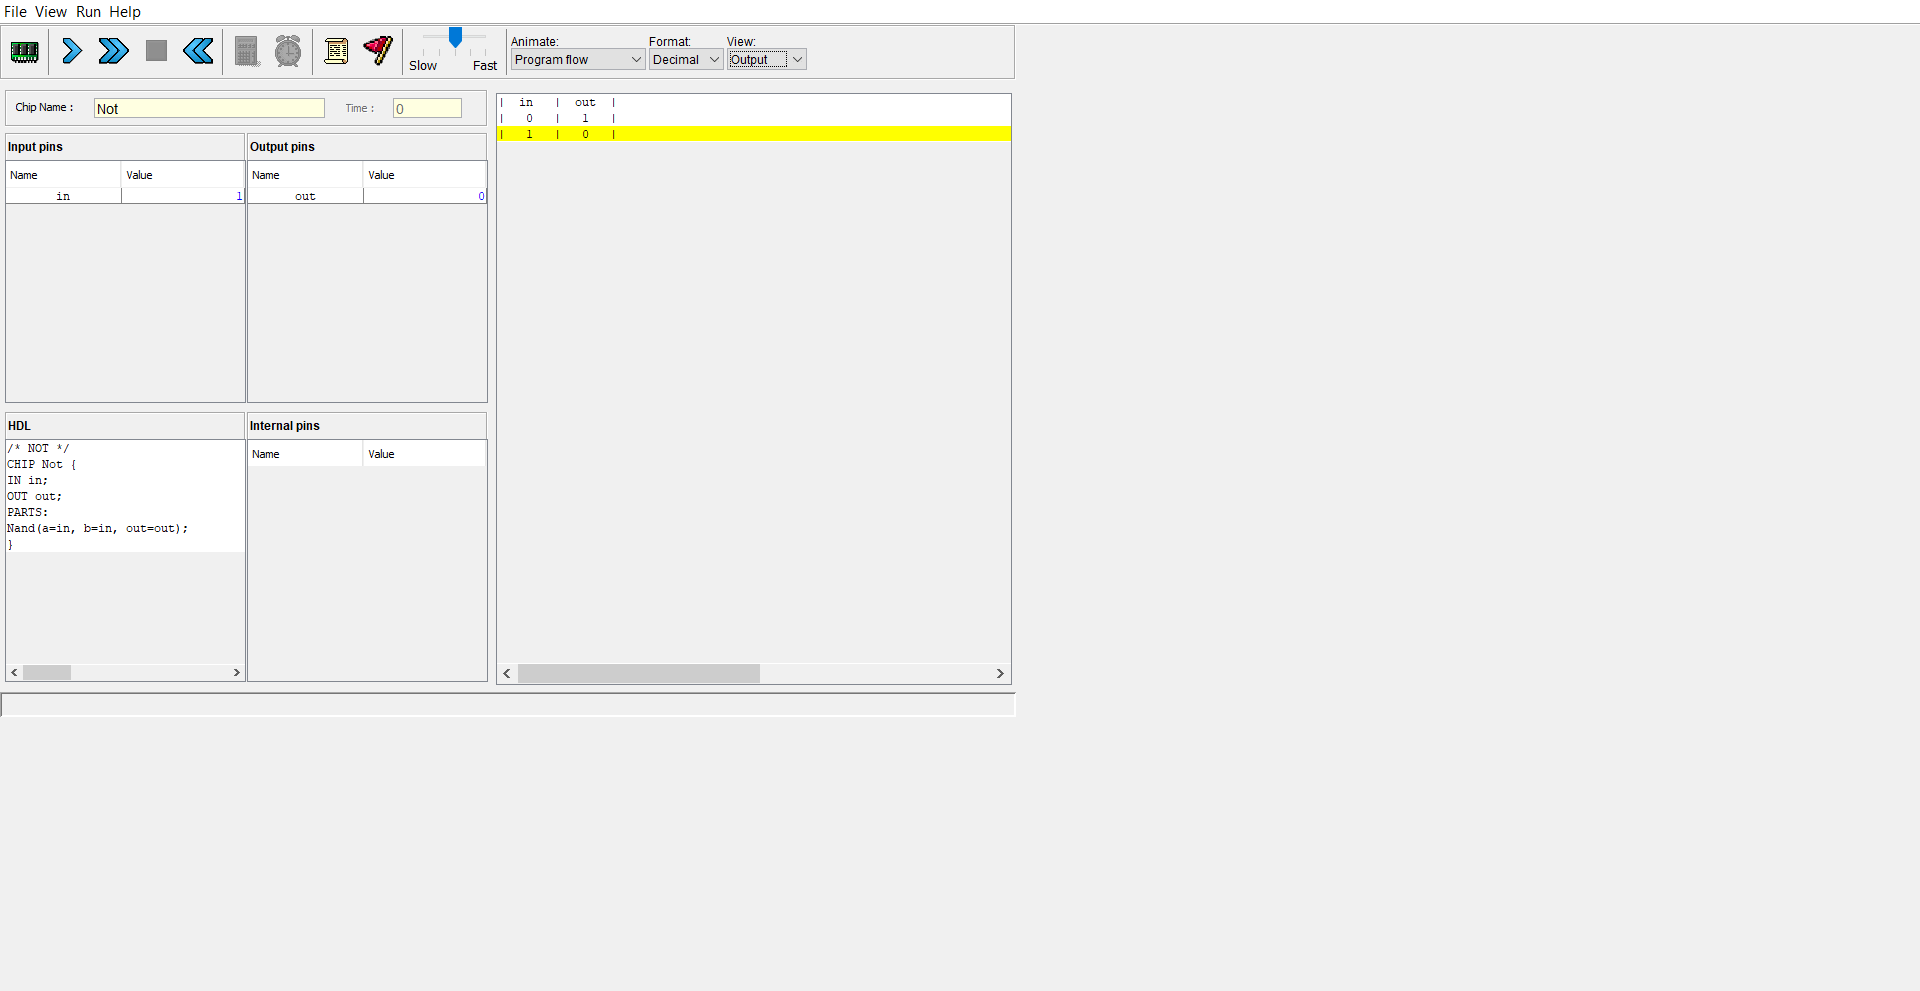 File View Run Help
Slow Fast
Animate: Format: View:
Program flow Decimal Output
Chip Name : Not Time : 0
Input pins Output pins
Name Value Name Value
in 1 out 0
HDL Internal pins
/* NOT */
CHIP Not {
IN in;
OUT out;
PARTS:
Nand(a=in, b=in, out=out);
}
Name Value
| in | out |
| 0 | 1 |
| 1 | 0 |